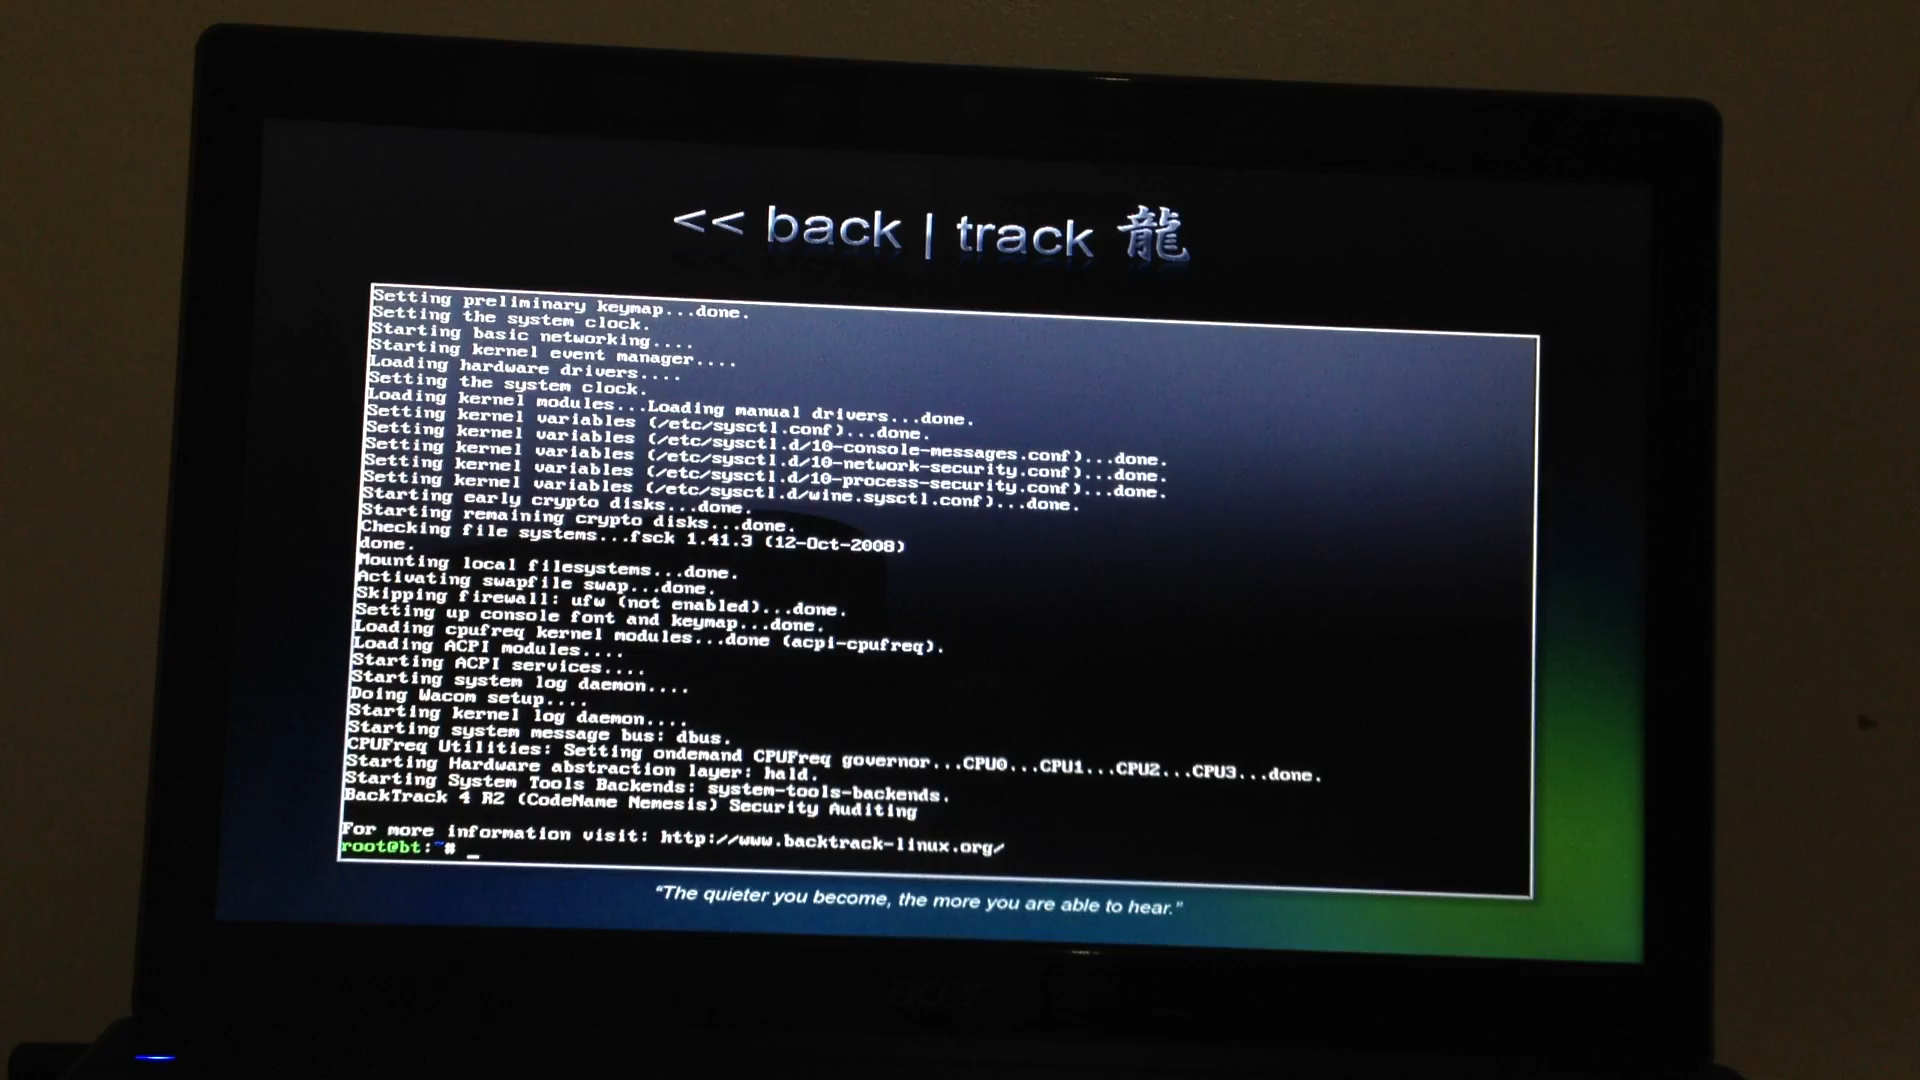 << back | track 龍
Setting preliminary keymap...done.
Setting the system clock.
Starting basic networking....
Starting kernel event manager....
Loading hardware drivers....
Setting the system clock.
Loading kernel modules...Loading manual drivers...done.
Setting kernel variables (/etc/sysctl.conf)...done.
Setting kernel variables (/etc/sysctl.d/10-console-messages.conf)...done.
Setting kernel variables (/etc/sysctl.d/10-network-security.conf)...done.
Setting kernel variables (/etc/sysctl.d/10-process-security.conf)...done.
Setting kernel variables (/etc/sysctl.d/wine.sysctl.conf)...done.
Starting early crypto disks...done.
Starting remaining crypto disks...done.
Checking file systems...fsck 1.41.3 (12-Oct-2008)
done.
Mounting local filesystems...done.
Activating swapfile swap...done.
Skipping firewall: ufw (not enabled)...done.
Setting up console font and keymap...done.
Loading cpufreq kernel modules...done (acpi-cpufreq).
Loading ACPI modules....
Starting ACPI services....
Starting system log daemon....
Doing Wacom setup....
Starting kernel log daemon....
Starting system message bus: dbus.
CPUFreq Utilities: Setting ondemand CPUFreq governor...CPU0...CPU1...CPU2...CPU3...done.
Starting Hardware abstraction layer: hald.
Starting System Tools Backends: system-tools-backends.
BackTrack 4 R2 (CodeName Nemesis) Security Auditing
For more information visit: http://www.backtrack-linux.org/
root@bt:~# _
"The quieter you become, the more you are able to hear."
acer